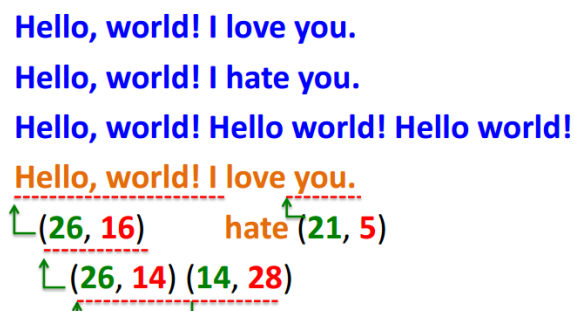 Hello, world! I love you.
Hello, world! I hate you.
Hello, world! Hello world! Hello world!
Hello, world! I love you.
(26, 16) hate (21, 5)
(26, 14) (14, 28)